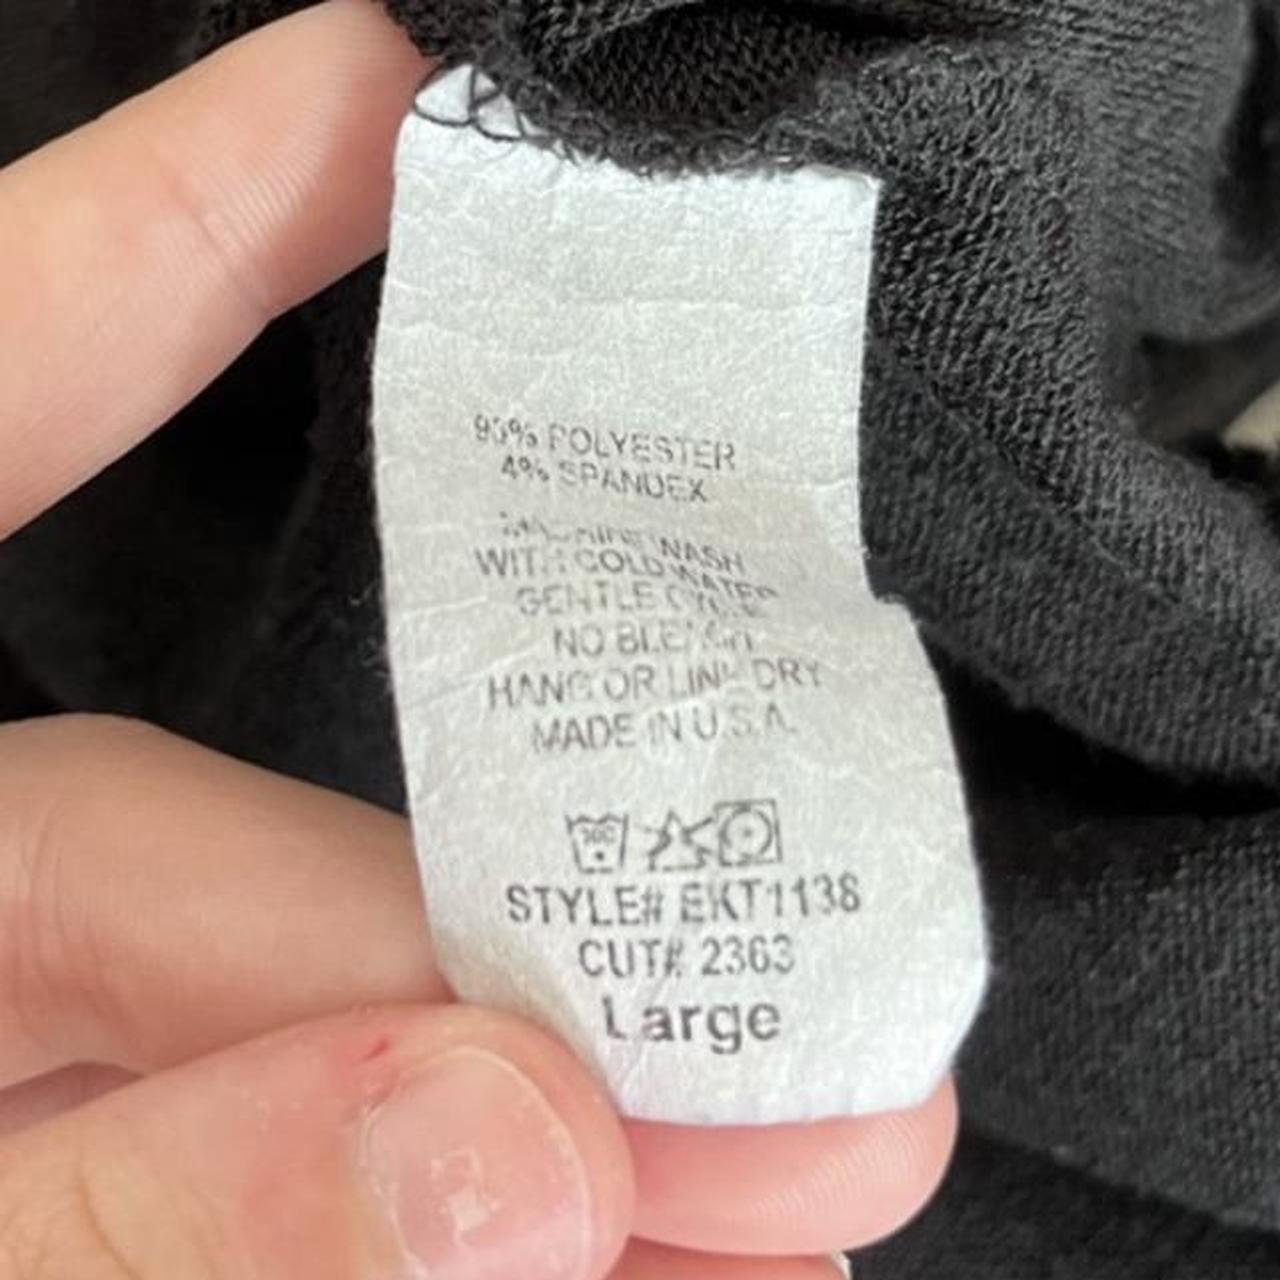 POLYESTER
4% SPANDEX
MACHINE WASH
WITH COLD WATER
GENTLE CYCLE
NO BLEACH
HANG OR LINE DRY
MADE IN U.S.A.
STYLE# EKT1138
CUT# 2363
Large